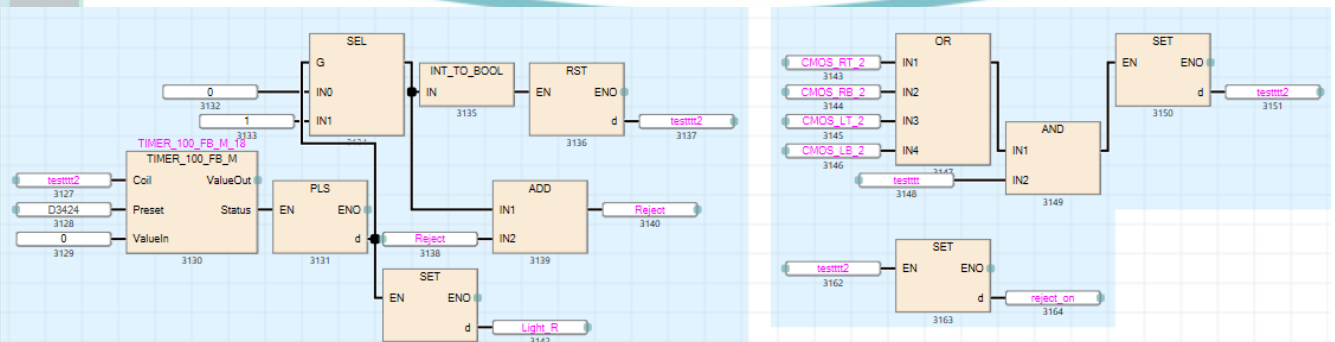 SEL
G
0
IN0
3132
1
IN1
3133
INT_TO_BOOL
IN
3135
RST
EN
ENO
d
testttt2
3136
3137
TIMER_100_FB_M_18
TIMER_100_FB_M
testttt2
Coil
ValueOut
3127
D3424
Preset
Status
3128
0
ValueIn
3129
3130
PLS
EN
ENO
d
3131
Reject
3138
ADD
IN1
IN2
3139
Reject
3140
SET
EN
ENO
d
Light_R
OR
CMOS_RT_2
IN1
3143
CMOS_RB_2
IN2
3144
CMOS_LT_2
IN3
3145
CMOS_LB_2
IN4
3146
3147
testttt
3148
AND
IN1
IN2
3149
SET
EN
ENO
d
testttt2
3150
3151
SET
testttt2
EN
ENO
3162
d
reject_on
3163
3164